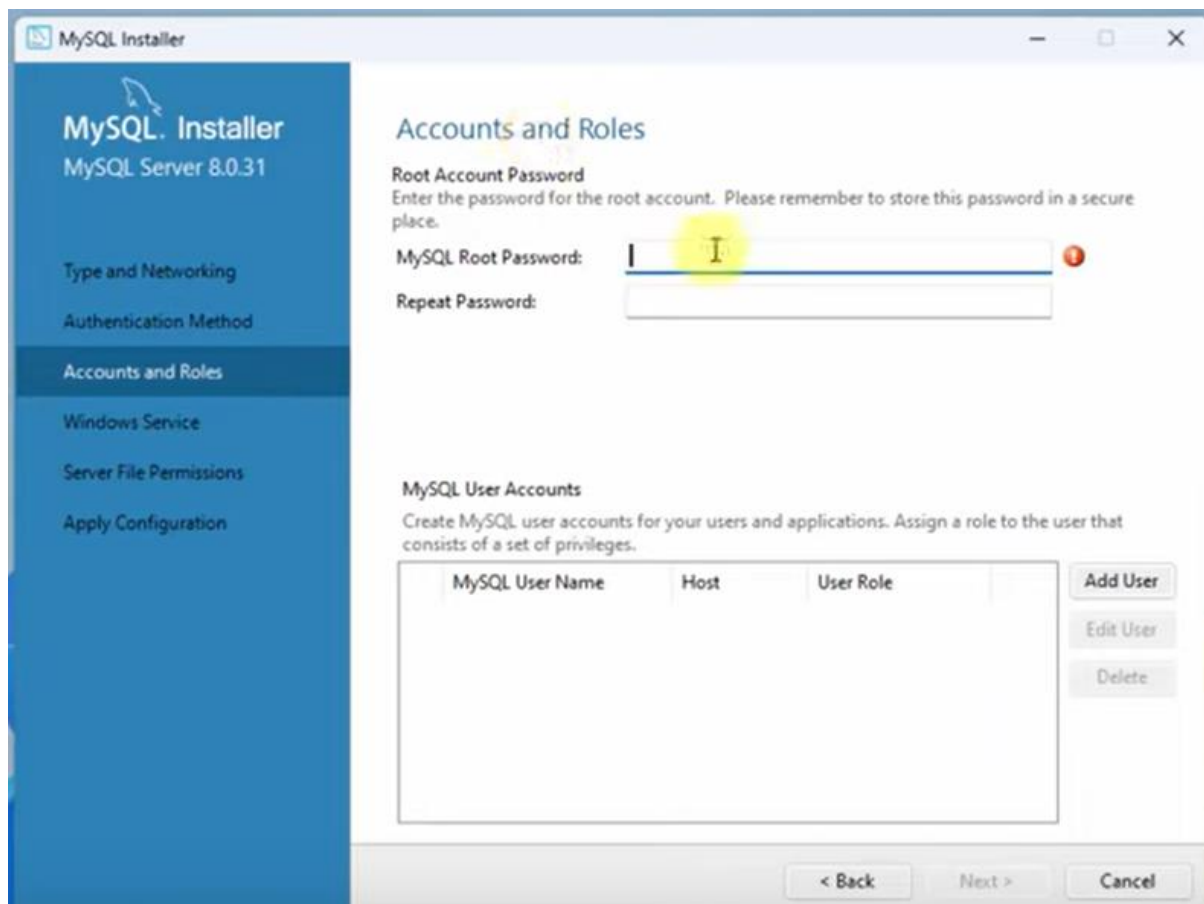 MySQL Installer
MySQL. Installer
MySQL Server 8.0.31
Type and Networking
Authentication Method
Accounts and Roles
Windows Service
Server File Permissions
Apply Configuration
Accounts and Roles
Root Account Password
Enter the password for the root account. Please remember to store this password in a secure
place.
MySQL Root Password:
Repeat Password:
MySQL User Accounts
Create MySQL user accounts for your users and applications. Assign a role to the user that
consists of a set of privileges.
MySQL User Name Host User Role
Add User
Edit User
Delete
< Back Next > Cancel